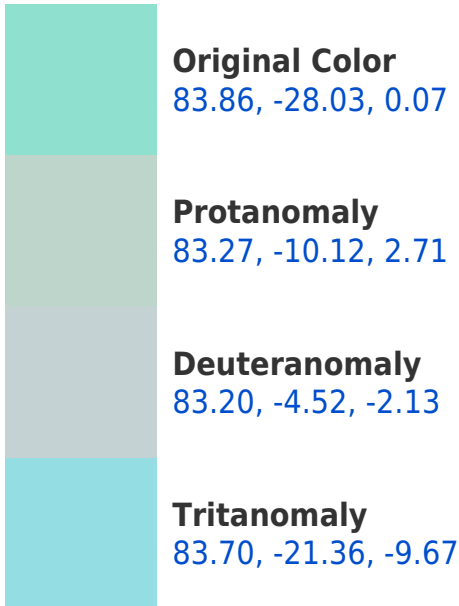 Original Color
83.86, -28.03, 0.07
Protanomaly
83.27, -10.12, 2.71
Deuteranomaly
83.20, -4.52, -2.13
Tritanomaly
83.70, -21.36, -9.67